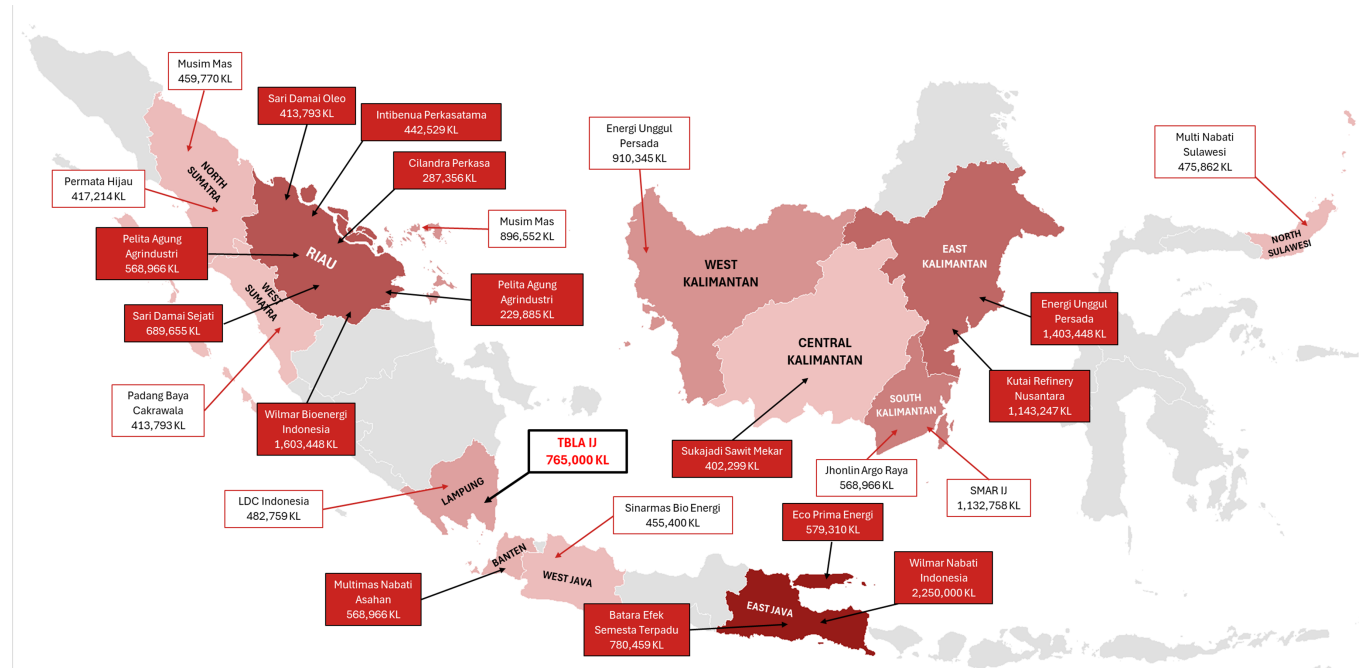 Musim Mas
459,770 KL
Sari Damai Oleo
413,793 KL
Intibenua Perkasatama
442,529 KL
Cilandra Perkasa
287,356 KL
Permata Hijau
417,214 KL
NORTH
SUMATRA
Musim Mas
896,552 KL
Pelita Agung
Agrindustri
568,966 KL
RIAU
WEST
SUMATRA
Pelita Agung
Agrindustri
229,885 KL
Sari Damai Sejati
689,655 KL
Padang Baya
Cakrawala
413,793 KL
Wilmar Bioenergi
Indonesia
1,603,448 KL
TBLA IJ
765,000 KL
LAMPUNG
LDC Indonesia
482,759 KL
Sinarmas Bio Energi
455,400 KL
BANTEN
WEST JAVA
Multimas Nabati
Asahan
568,966 KL
Batara Efek
Semesta Terpadu
780,459 KL
EAST JAVA
Eco Prima Energi
579,310 KL
Wilmar Nabati
Indonesia
2,250,000 KL
Energi Unggul
Persada
910,345 KL
WEST
KALIMANTAN
CENTRAL
KALIMANTAN
EAST
KALIMANTAN
SOUTH
KALIMANTAN
Energi Unggul
Persada
1,403,448 KL
Kutai Refinery
Nusantara
1,143,247 KL
Sukajadi Sawit Mekar
402,299 KL
Jhonlin Argo Raya
568,966 KL
SMAR IJ
1,132,758 KL
Multi Nabati
Sulawesi
475,862 KL
NORTH
SULAWESI